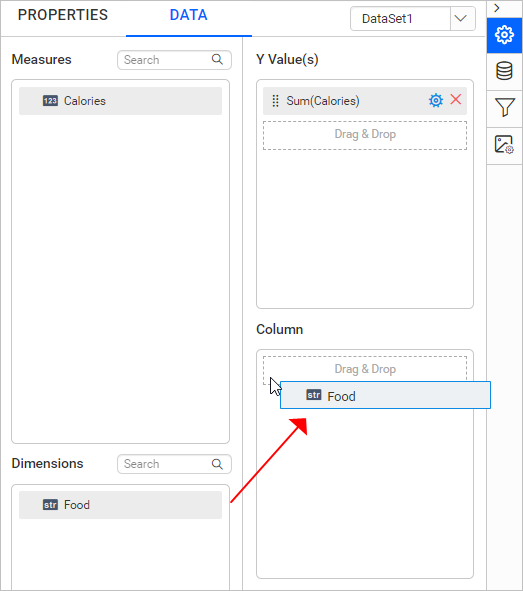 PROPERTIES
DATA
DataSet1
Measures
Search
123 Calories
Y Value(s)
Sum(Calories)
Drag & Drop
Column
Drag & Drop
str Food
Dimensions
Search
str Food